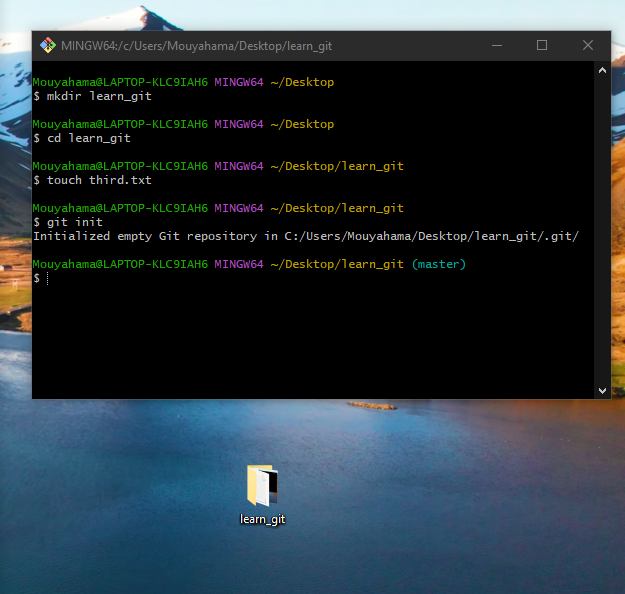 MINGW64:/c/Users/Mouyahama/Desktop/learn_git
Mouyahama@LAPTOP-KLC9IAH6 MINGW64 ~/Desktop
$ mkdir learn_git
Mouyahama@LAPTOP-KLC9IAH6 MINGW64 ~/Desktop
$ cd learn_git
Mouyahama@LAPTOP-KLC9IAH6 MINGW64 ~/Desktop/learn_git
$ touch third.txt
Mouyahama@LAPTOP-KLC9IAH6 MINGW64 ~/Desktop/learn_git
$ git init
Initialized empty Git repository in C:/Users/Mouyahama/Desktop/learn_git/.git/
Mouyahama@LAPTOP-KLC9IAH6 MINGW64 ~/Desktop/learn_git (master)
$
learn_git